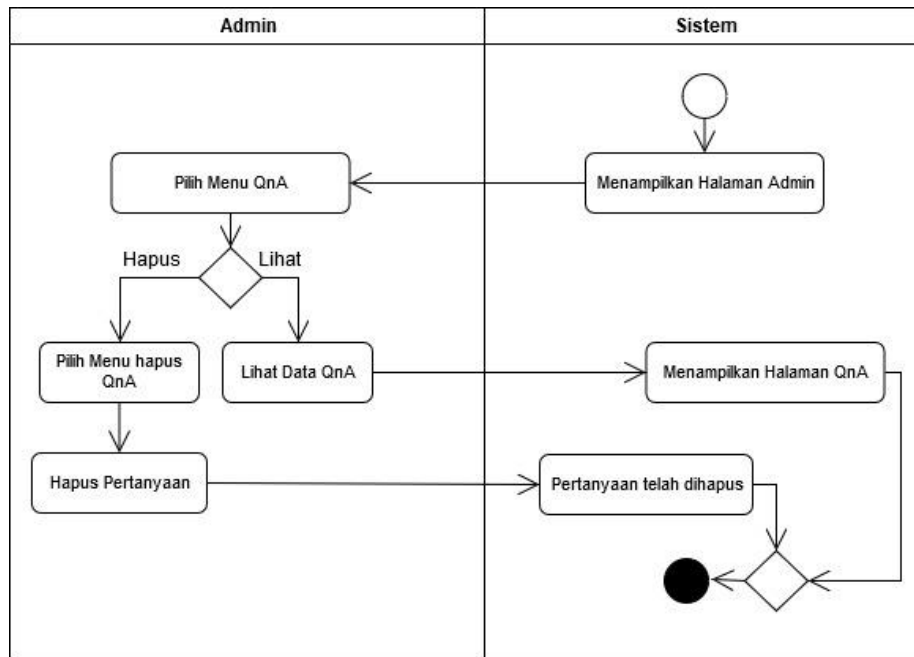 Admin
Sistem
Menampilkan Halaman Admin
Pilih Menu QnA
Hapus
Lihat
Pilih Menu hapus
QnA
Lihat Data QnA
Menampilkan Halaman QnA
Hapus Pertanyaan
Pertanyaan telah dihapus